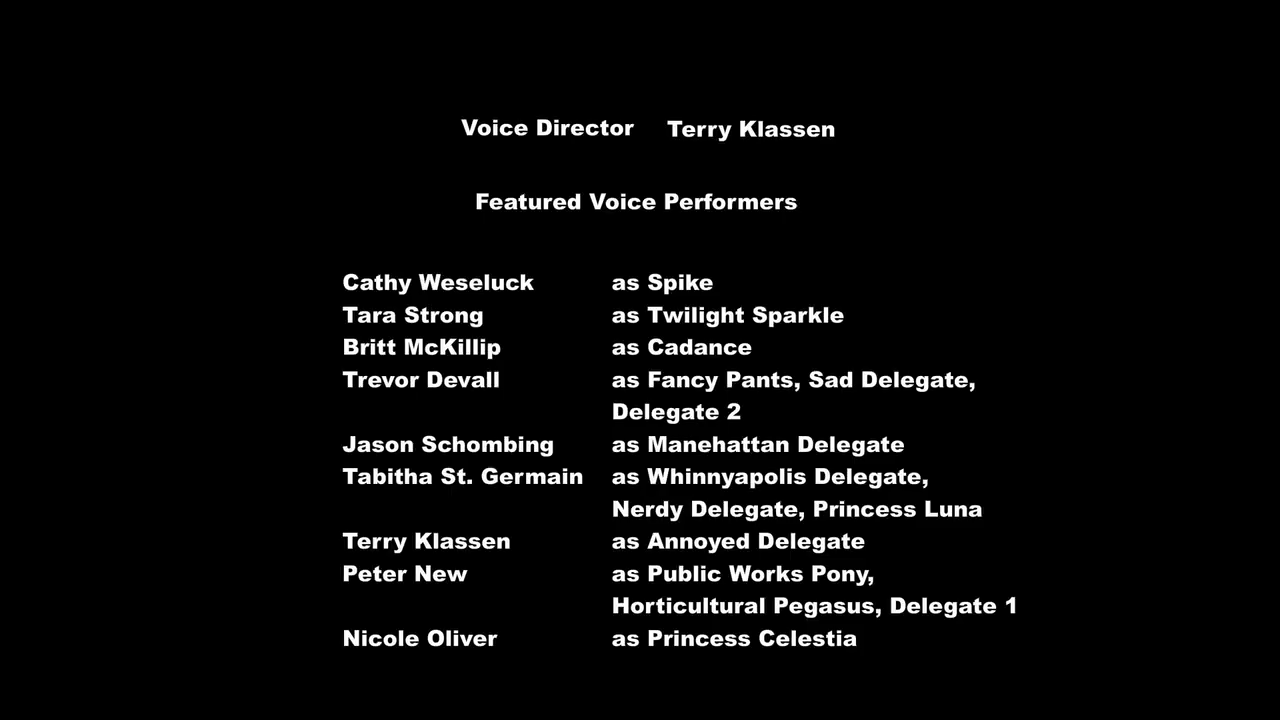 Voice Director Terry Klassen
Featured Voice Performers
Cathy Weseluck as Spike
Tara Strong as Twilight Sparkle
Britt McKillip as Cadance
Trevor Devall as Fancy Pants, Sad Delegate,
Delegate 2
Jason Schombing as Manehattan Delegate
Tabitha St. Germain as Whinnyapolis Delegate,
Nerdy Delegate, Princess Luna
Terry Klassen as Annoyed Delegate
Peter New as Public Works Pony,
Horticultural Pegasus, Delegate 1
Nicole Oliver as Princess Celestia